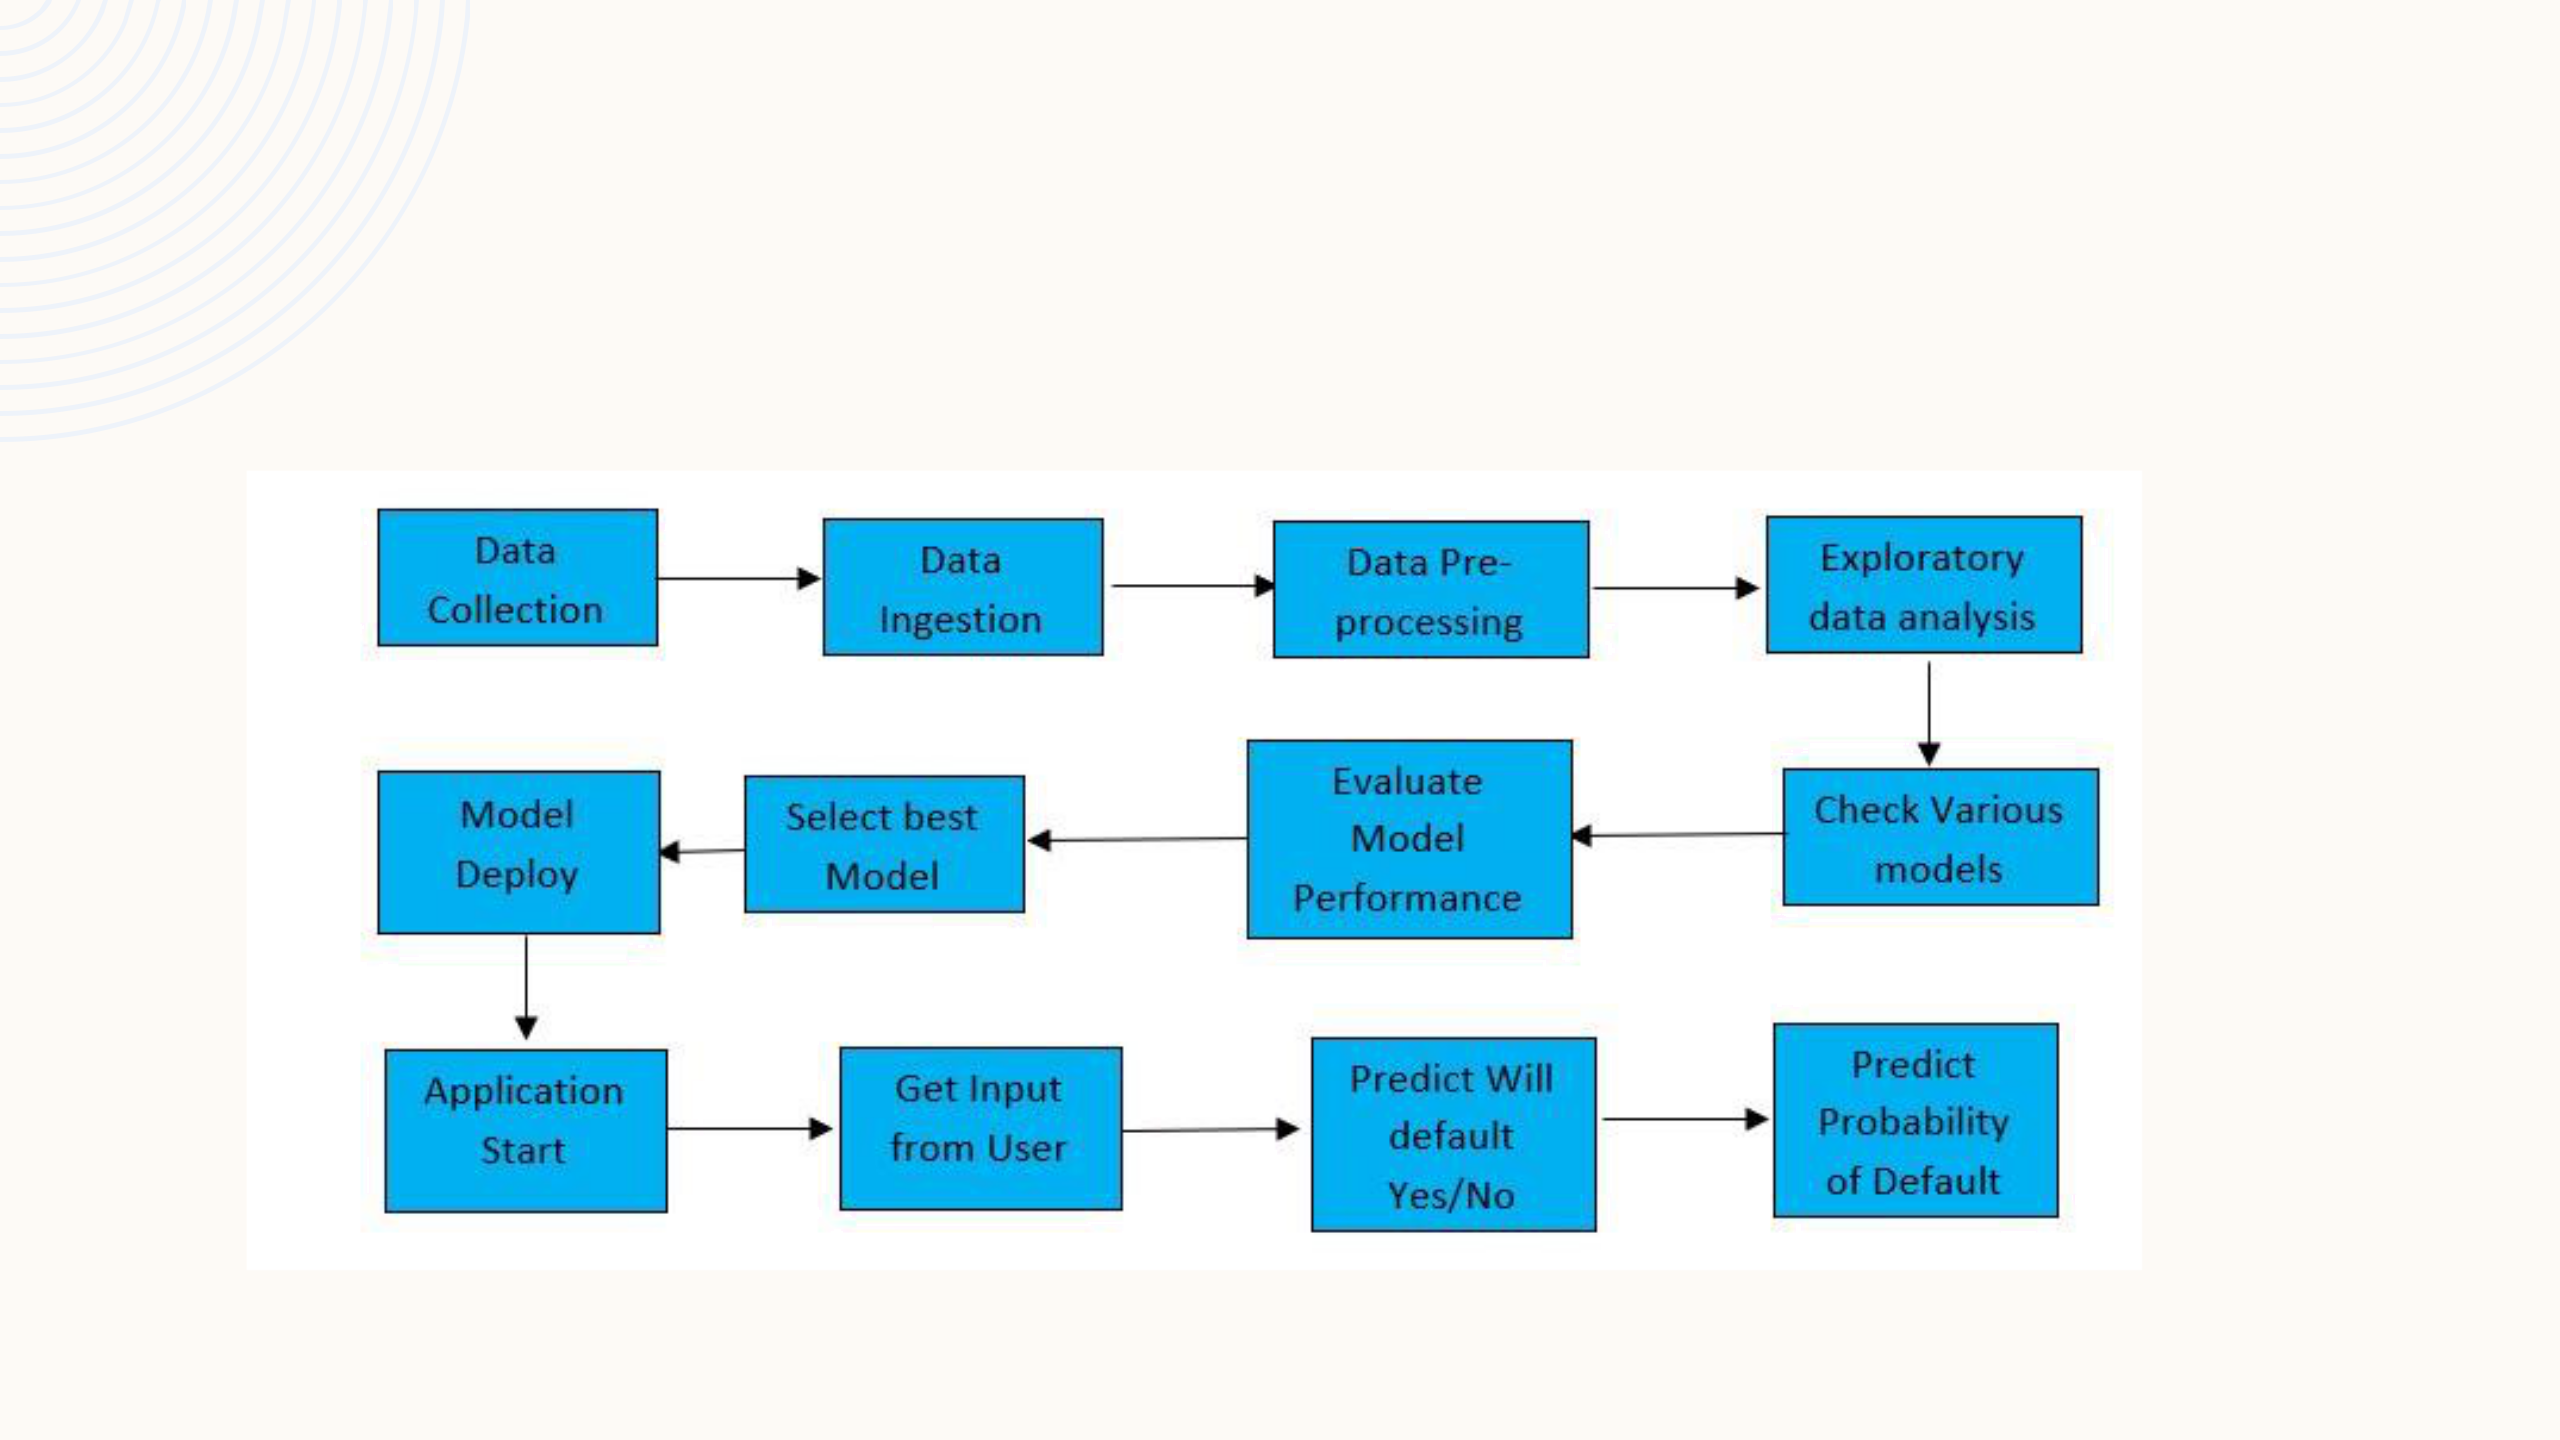 Data
Collection
Data
Ingestion
Data Pre-
processing
Exploratory
data analysis
Check Various
models
Evaluate
Model
Performance
Select best
Model
Model
Deploy
Application
Start
Get Input
from User
Predict Will
default
Yes/No
Predict
Probability
of Default